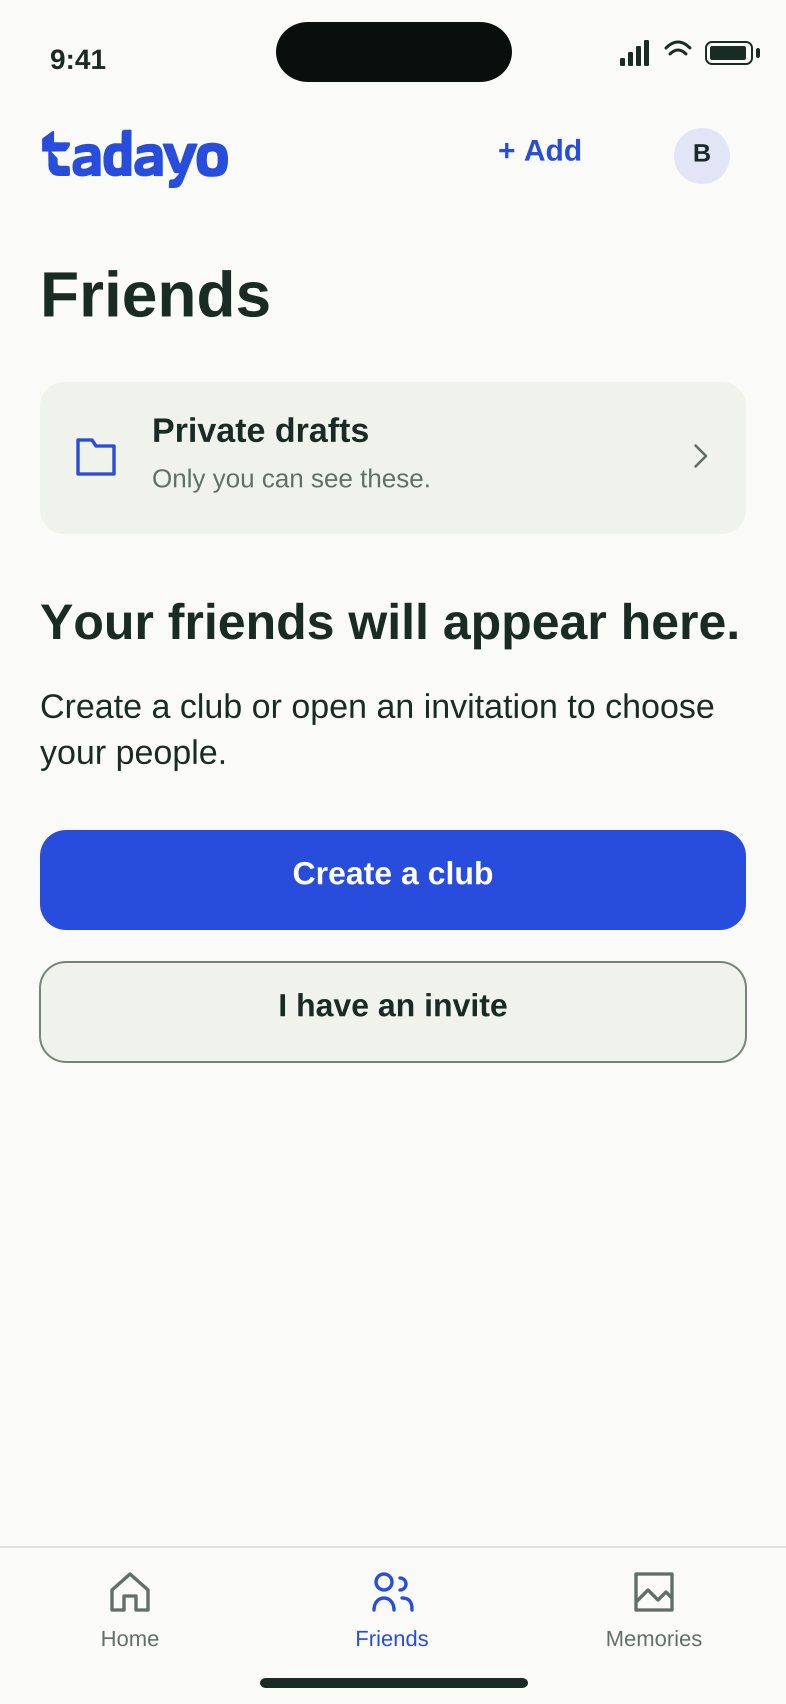 9:41
tadayo
+ Add
B
Friends
Private drafts
Only you can see these.
Your friends will appear here.
Create a club or open an invitation to choose
your people.
Create a club
I have an invite
Home
Friends
Memories